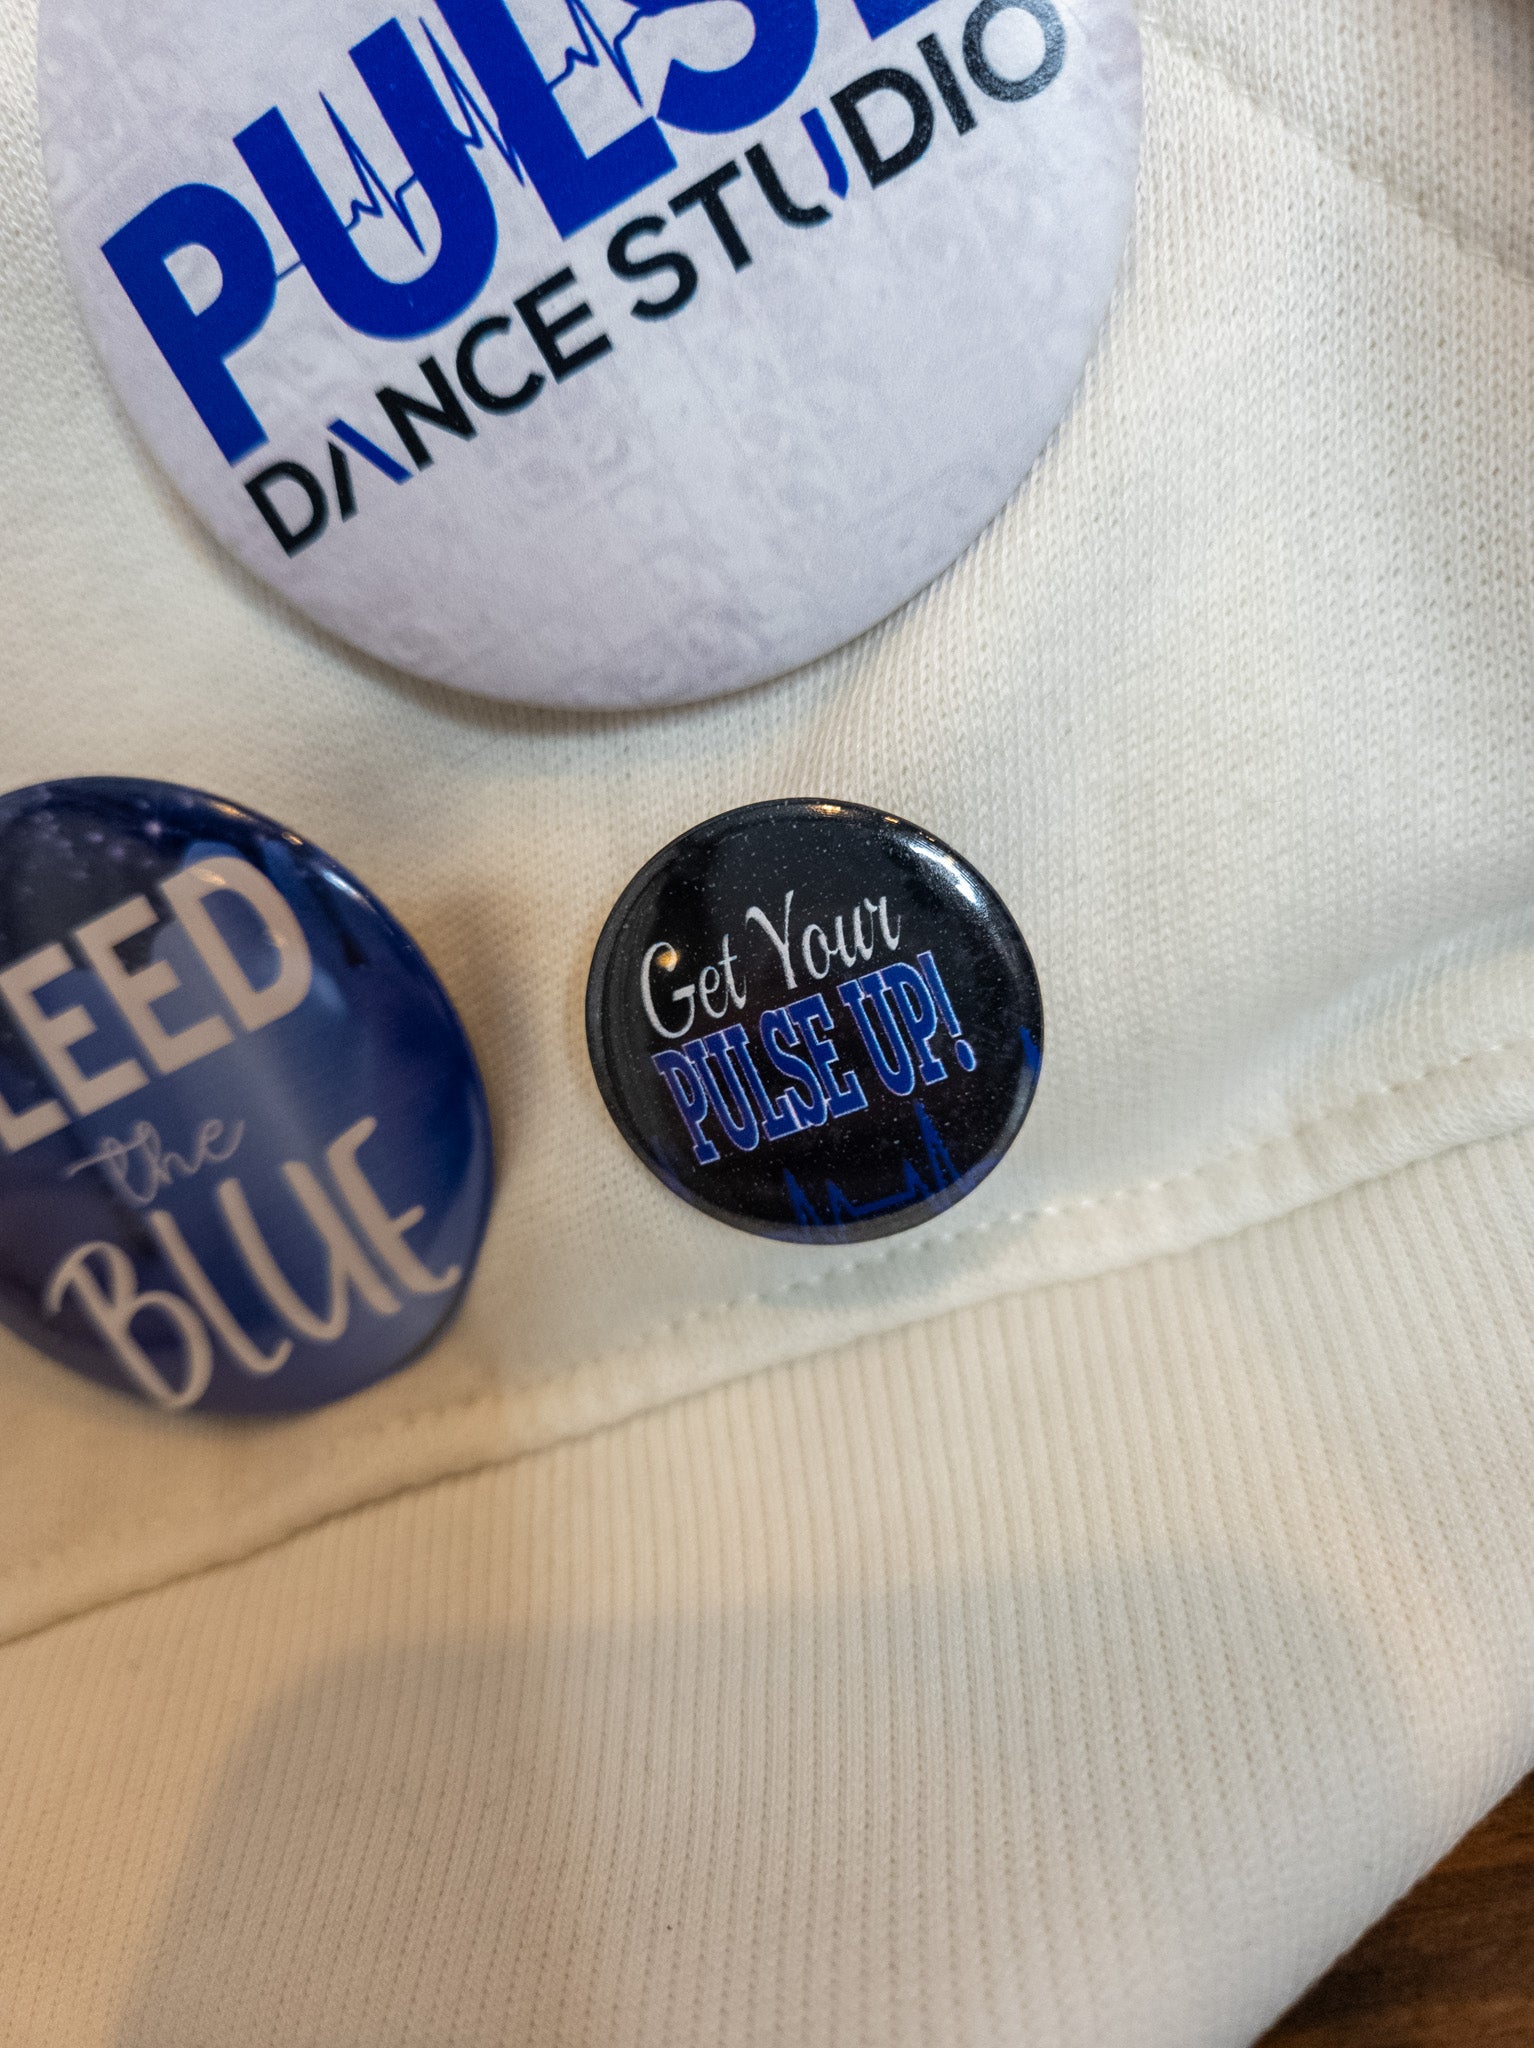 PULSE
DANCE STUDIO
LEED
the
BLUE
Get Your
PULSE UP!